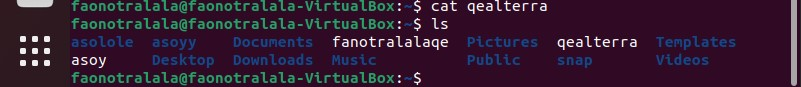 faonotralala@faonotralala-VirtualBox:~$ cat qealterra
faonotralala@faonotralala-VirtualBox:~$ ls
asolole asoyy Documents fanotralalaqe Pictures qealterra Templates
asoy Desktop Downloads Music Public snap Videos
faonotralala@faonotralala-VirtualBox:~$